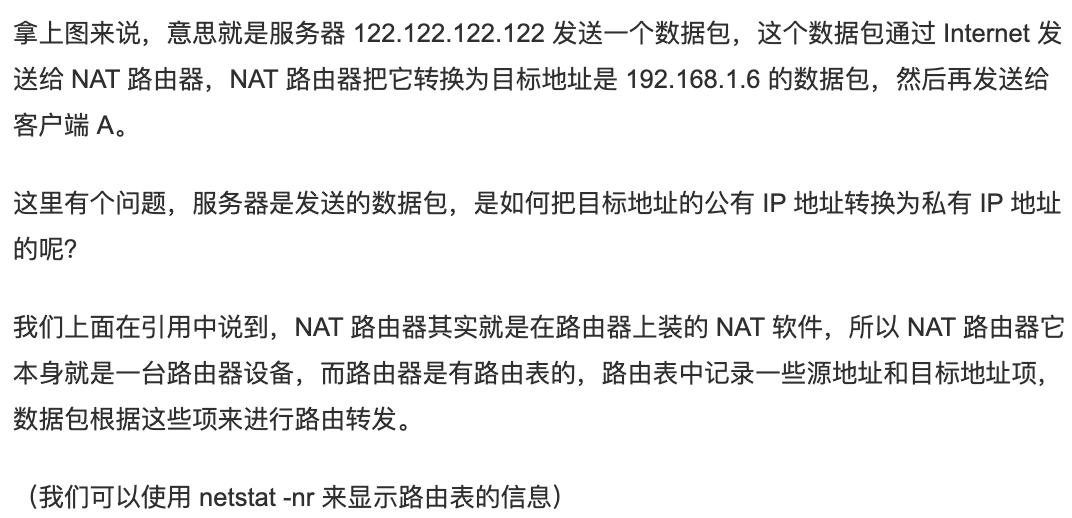 拿上图来说，意思就是服务器 122.122.122.122 发送一个数据包，这个数据包通过 Internet 发
送给 NAT 路由器，NAT 路由器把它转换为目标地址是 192.168.1.6 的数据包，然后再发送给
客户端 A。
这里有个问题，服务器是发送的数据包，是如何把目标地址的公有 IP 地址转换为私有 IP 地址
的呢？
我们上面在引用中说到，NAT 路由器其实就是在路由器上装的 NAT 软件，所以 NAT 路由器它
本身就是一台路由器设备，而路由器是有路由表的，路由表中记录一些源地址和目标地址项，
数据包根据这些项来进行路由转发。
（我们可以使用 netstat -nr 来显示路由表的信息）